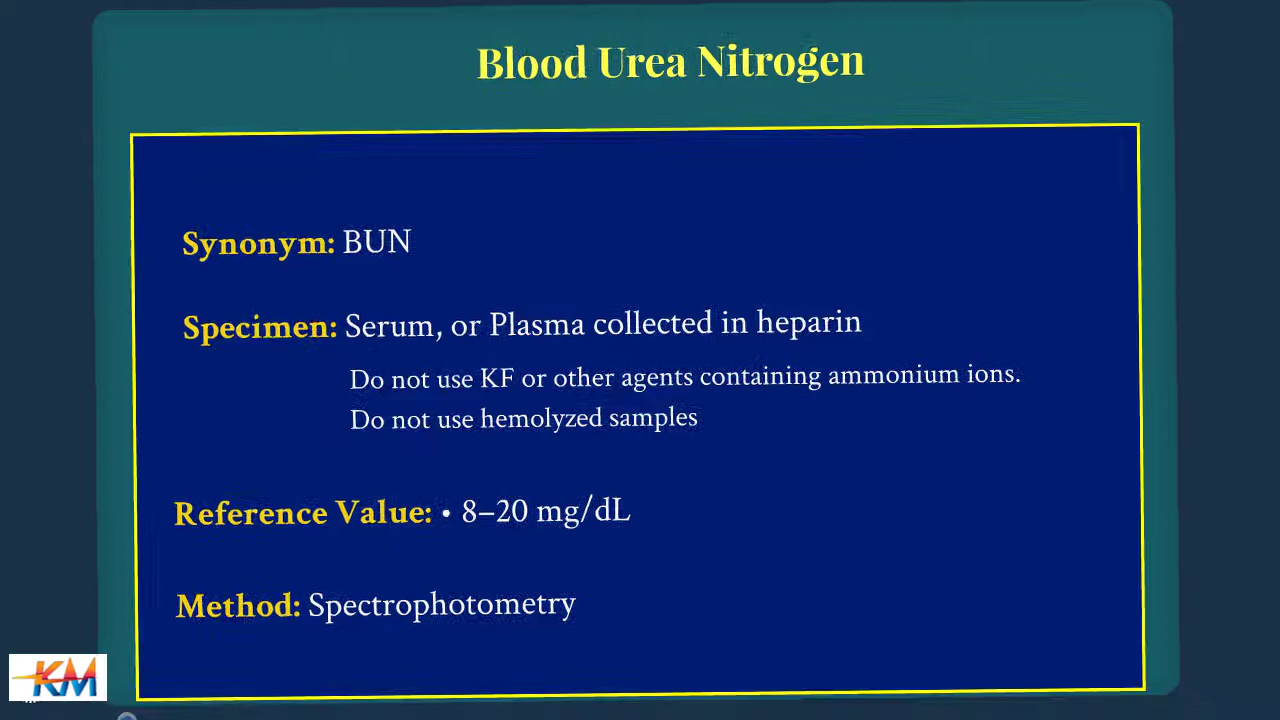 Blood Urea Nitrogen
Synonym: BUN
Specimen: Serum, or Plasma collected in heparin
Do not use KF or other agents containing ammonium ions.
Do not use hemolyzed samples
Reference Value: • 8–20 mg/dL
Method: Spectrophotometry
KM